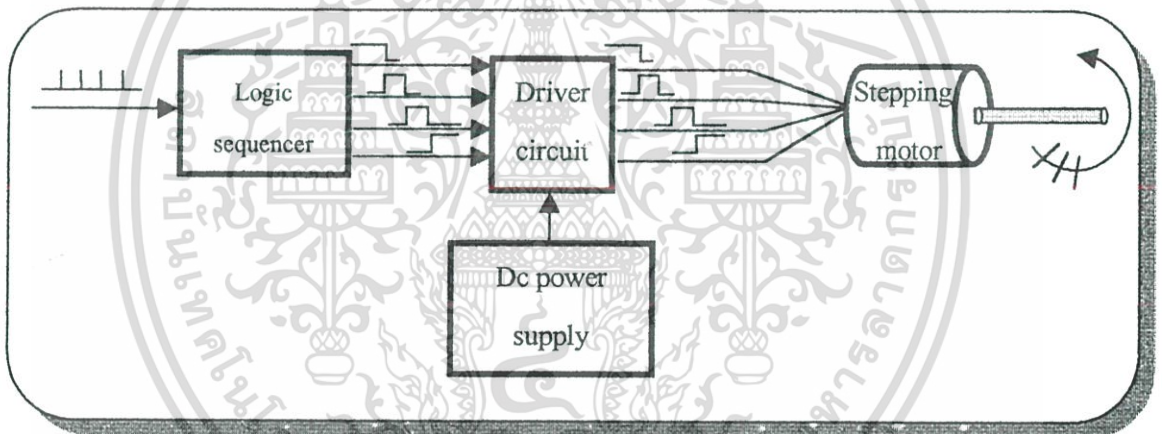 Logic
sequencer
Driver
circuit
Stepping
motor
Dc power
supply